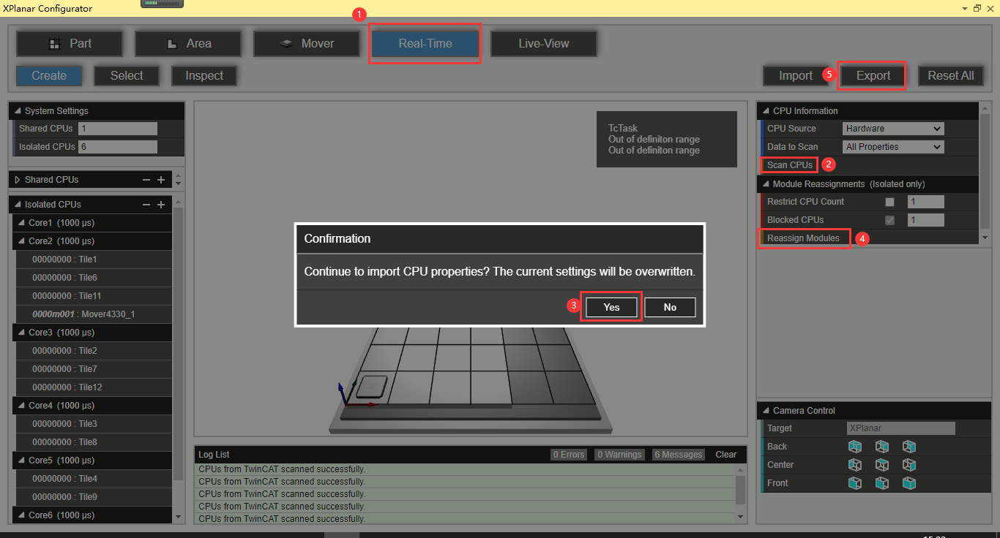 XPlanar Configurator
1
Part
Area
Mover
Real-Time
Live-View
Create
Select
Inspect
Import
5
Export
Reset All
System Settings
Shared CPUs 1
Isolated CPUs 6
Shared CPUs
Isolated CPUs
Core1 (1000 µs)
Core2 (1000 µs)
00000000 : Tile1
00000000 : Tile6
00000000 : Tile11
0000m001 : Mover4330_1
Core3 (1000 µs)
00000000 : Tile2
00000000 : Tile7
00000000 : Tile12
Core4 (1000 µs)
00000000 : Tile3
00000000 : Tile8
Core5 (1000 µs)
00000000 : Tile4
00000000 : Tile9
Core6 (1000 µs)
TcTask
Out of definiton range
Out of definiton range
Confirmation
Continue to import CPU properties? The current settings will be overwritten.
3
Yes
No
Log List
0 Errors
0 Warnings
6 Messages
Clear
CPUs from TwinCAT scanned successfully.
CPUs from TwinCAT scanned successfully.
CPUs from TwinCAT scanned successfully.
CPUs from TwinCAT scanned successfully.
CPUs from TwinCAT scanned successfully.
CPU Information
CPU Source Hardware
Data to Scan All Properties
Scan CPUs 2
Module Reassignments (Isolated only)
Restrict CPU Count 1
Blocked CPUs 1
Reassign Modules 4
Camera Control
Target XPlanar
Back
Center
Front